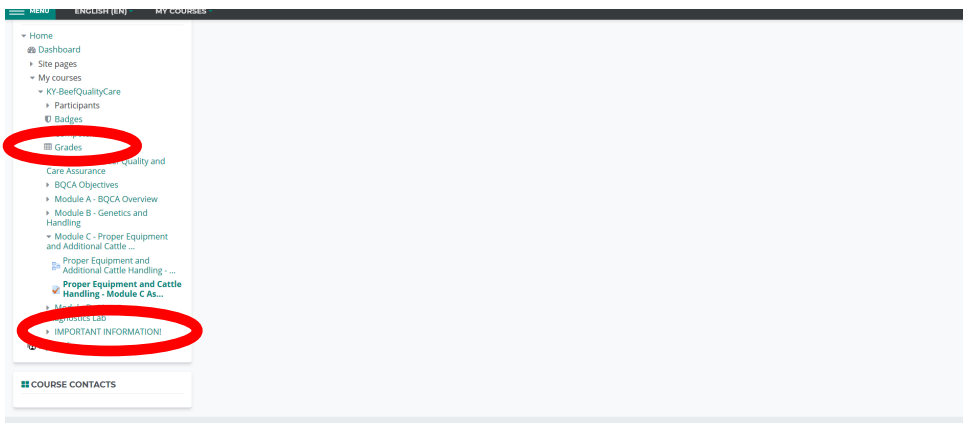 MENU ENGLISH (EN) MY COURSES
Home
Dashboard
Site pages
My courses
KY-BeefQualityCare
Participants
Badges
Grades
Quality and
Care Assurance
BQCA Objectives
Module A - BQCA Overview
Module B - Genetics and
Handling
Module C - Proper Equipment
and Additional Cattle ...
Proper Equipment and
Additional Cattle Handling - ...
Proper Equipment and Cattle
Handling - Module C As...
Diagnostics Lab
IMPORTANT INFORMATION!
COURSE CONTACTS